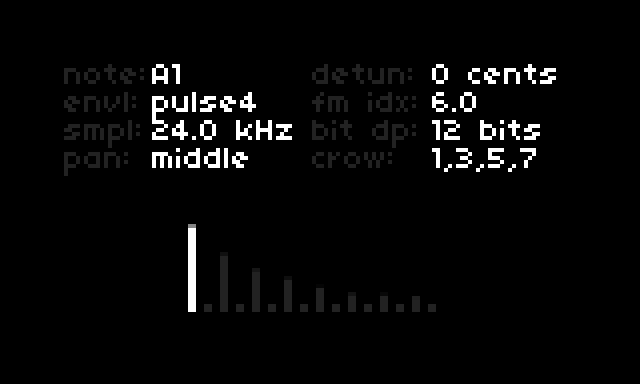 note: A1 detun: 0 cents
envl: pulse4 fm idx: 6.0
smpl: 24.0 kHz bit dp: 12 bits
pan: middle crow: 1,3,5,7